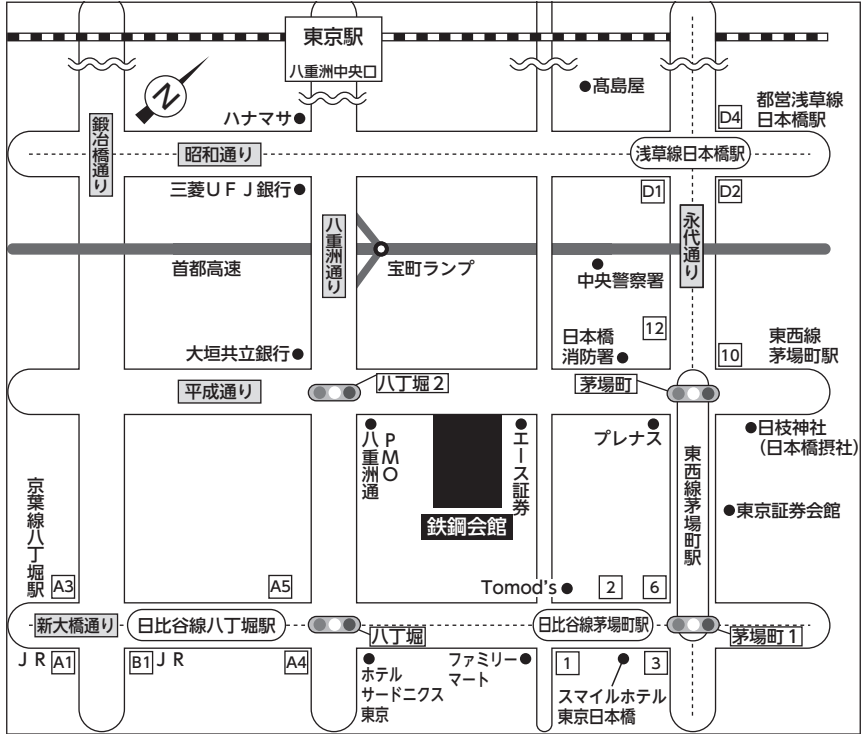 東京駅
八重洲中央口
N
ハナマサ
髙島屋
D4
都営浅草線
日本橋駅
鍛冶橋通り
昭和通り
浅草線日本橋駅
三菱UFJ銀行
D1
D2
八重洲通り
永代通り
首都高速
宝町ランプ
中央警察署
大垣共立銀行
日本橋
消防署
12
10
東西線
茅場町駅
平成通り
八丁堀2
茅場町
PMO
八重洲通
エース証券
プレナス
日枝神社
(日本橋摂社)
鉄鋼会館
東西線茅場町駅
東京証券会館
京葉線八丁堀駅
A3
A5
Tomod's
2
6
新大橋通り
日比谷線八丁堀駅
八丁堀
日比谷線茅場町駅
茅場町1
JR
A1
B1
JR
A4
ホテル
サードニクス
東京
ファミリー
マート
1
3
スマイルホテル
東京日本橋